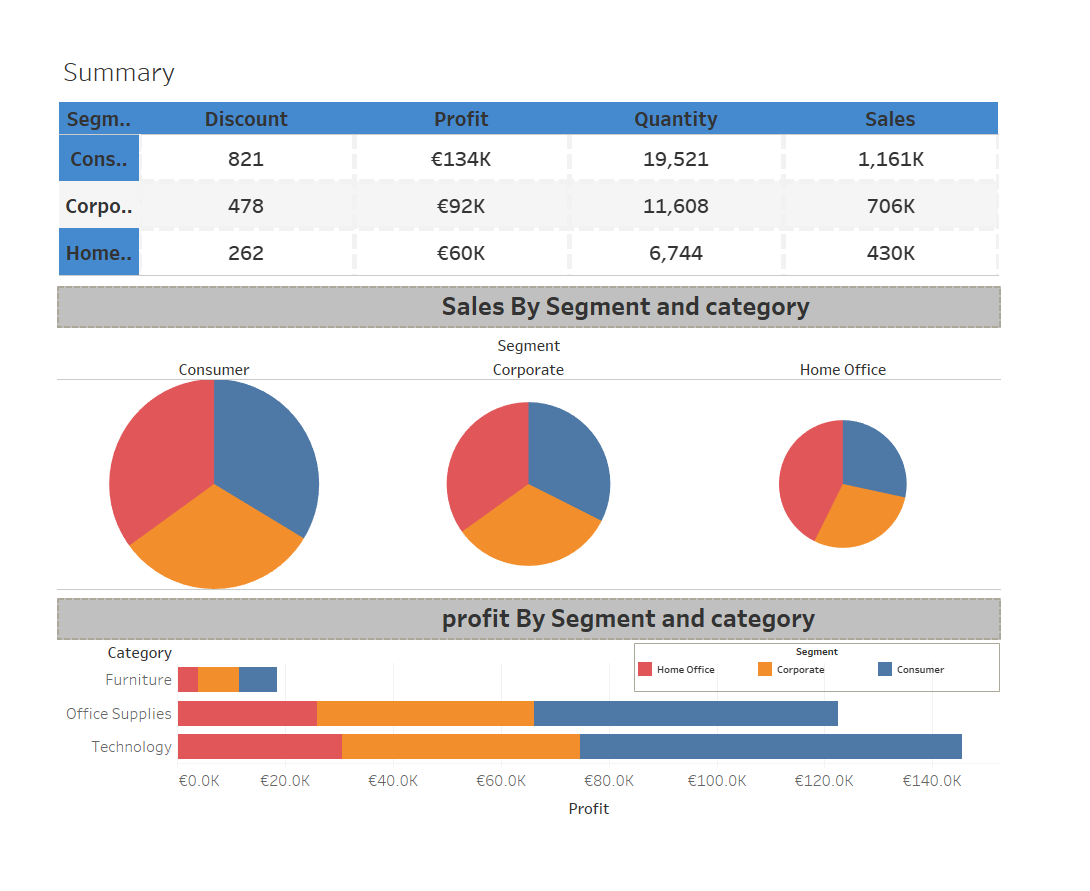 Summary
Segm.. Discount Profit Quantity Sales
Cons.. 821 €134K 19,521 1,161K
Corpo.. 478 €92K 11,608 706K
Home.. 262 €60K 6,744 430K
Sales By Segment and category
Segment
Consumer Corporate Home Office
profit By Segment and category
Category
Segment
Home Office Corporate Consumer
Furniture
Office Supplies
Technology
€0.0K €20.0K €40.0K €60.0K €80.0K €100.0K €120.0K €140.0K
Profit